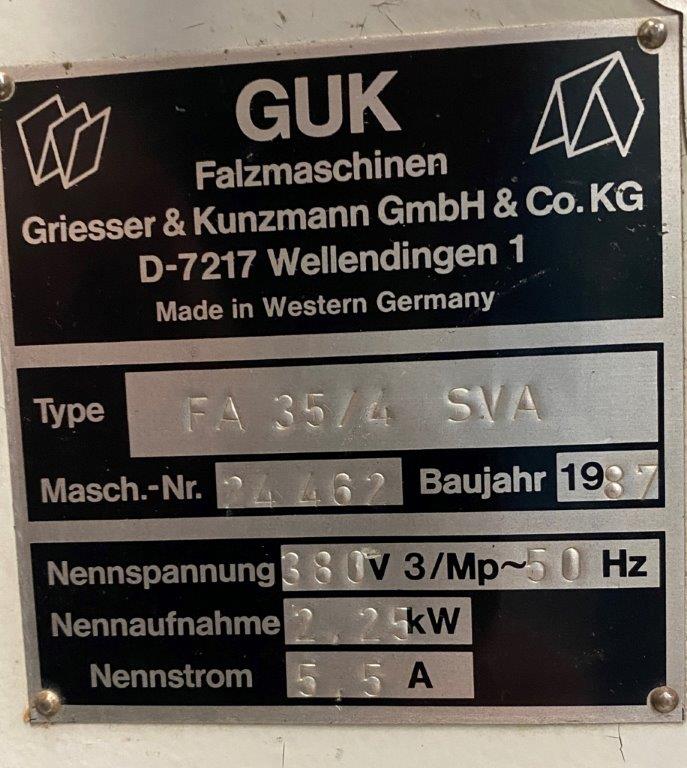 GUK
Falzmaschinen
Griesser & Kunzmann GmbH & Co. KG
D-7217 Wellendingen 1
Made in Western Germany
Type FA 35/4 SVA
Masch.-Nr. 24 462 Baujahr 1987
Nennspannung 380 V 3/Mp~50 Hz
Nennaufnahme 2,25 kW
Nennstrom 5,5 A